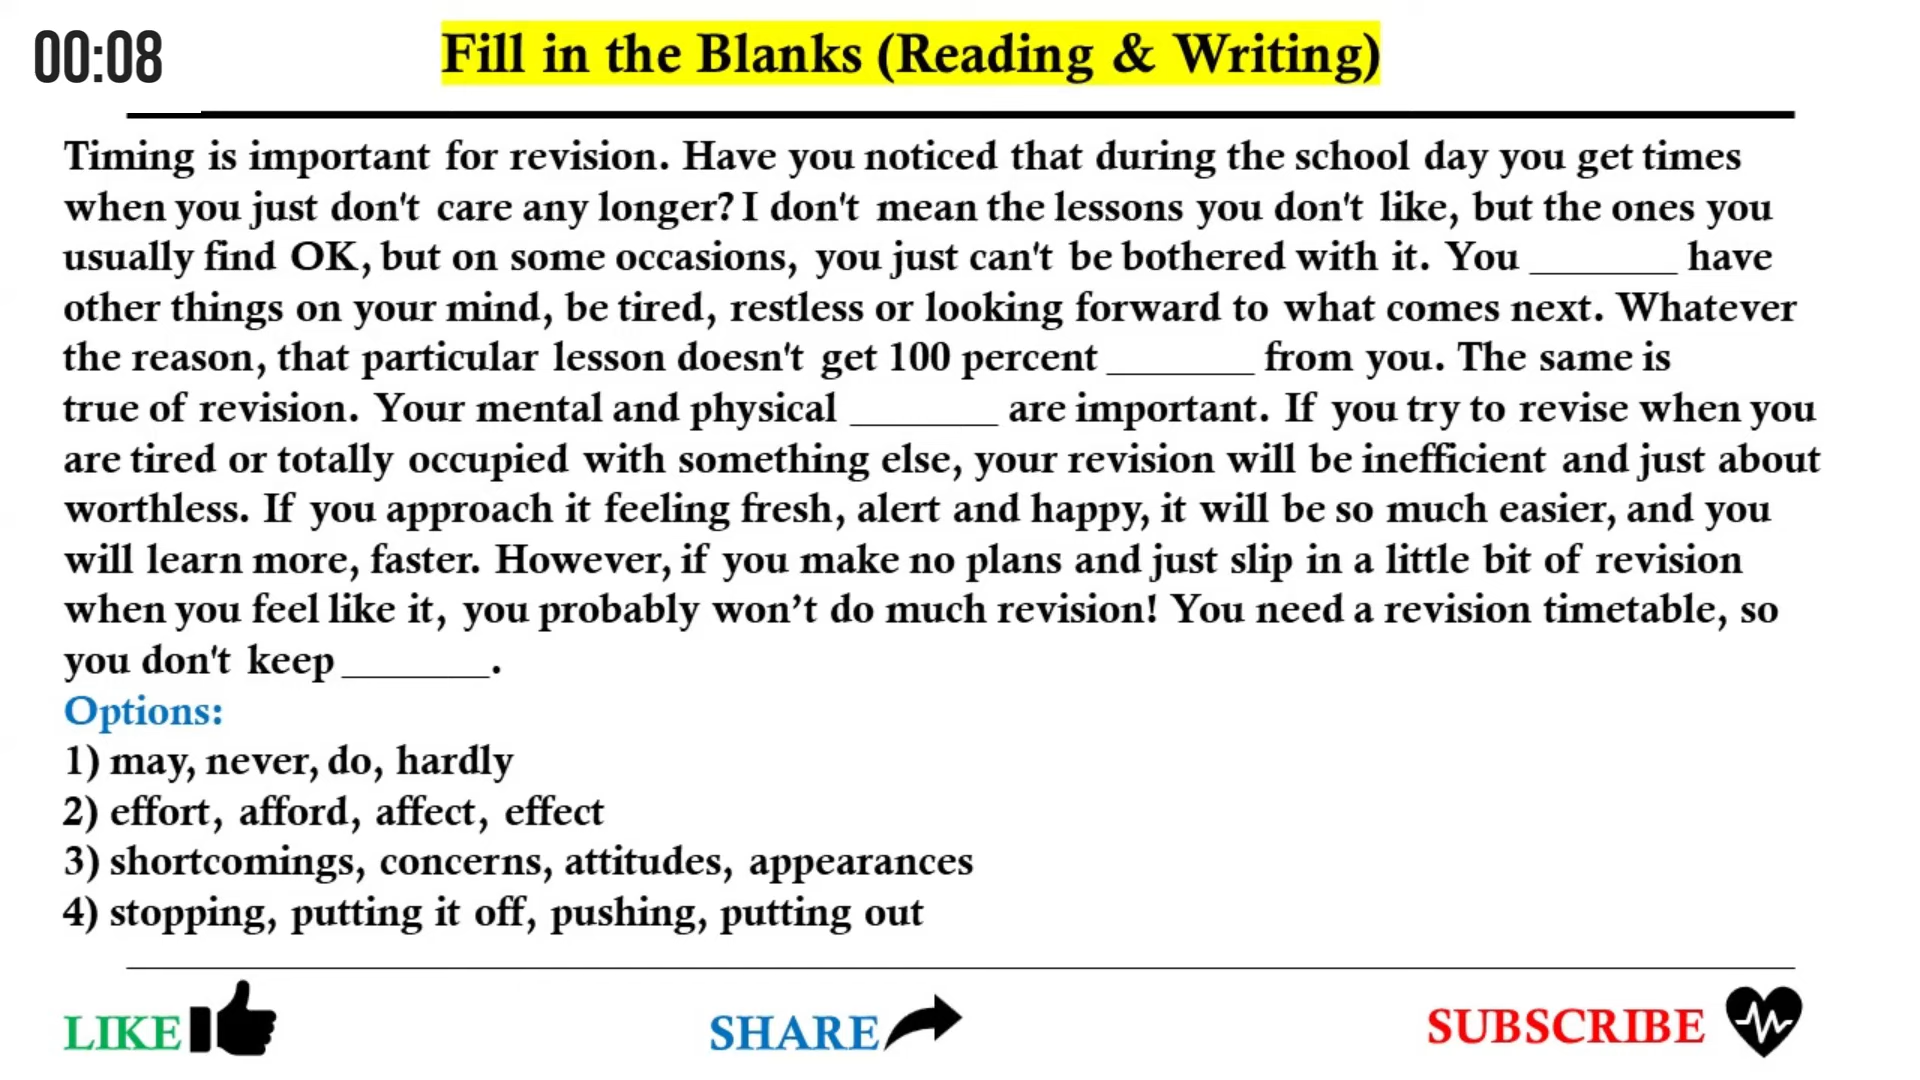 00:08
Fill in the Blanks (Reading & Writing)
Timing is important for revision. Have you noticed that during the school day you get times
when you just don't care any longer? I don't mean the lessons you don't like, but the ones you
usually find OK, but on some occasions, you just can't be bothered with it. You _______ have
other things on your mind, be tired, restless or looking forward to what comes next. Whatever
the reason, that particular lesson doesn't get 100 percent _______ from you. The same is
true of revision. Your mental and physical _______ are important. If you try to revise when you
are tired or totally occupied with something else, your revision will be inefficient and just about
worthless. If you approach it feeling fresh, alert and happy, it will be so much easier, and you
will learn more, faster. However, if you make no plans and just slip in a little bit of revision
when you feel like it, you probably won’t do much revision! You need a revision timetable, so
you don't keep _______.
Options:
1) may, never, do, hardly
2) effort, afford, affect, effect
3) shortcomings, concerns, attitudes, appearances
4) stopping, putting it off, pushing, putting out
LIKE SHARE SUBSCRIBE